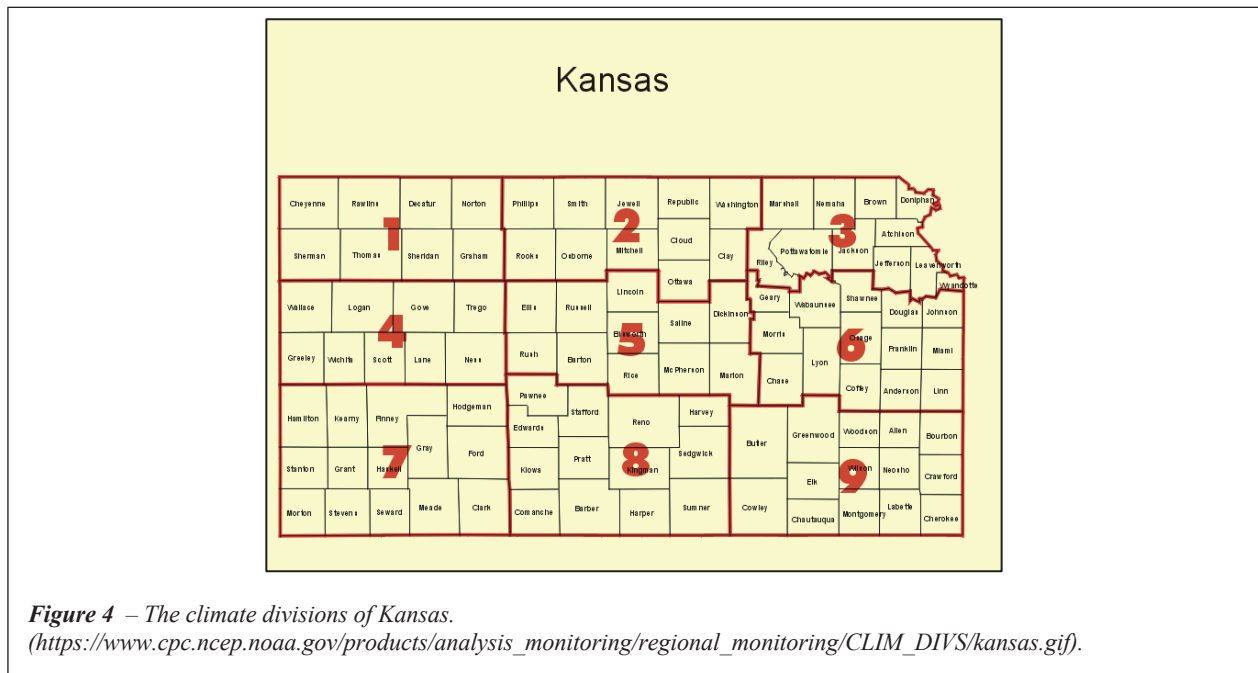 Kansas
Cheyenne Rawlins Decatur Norton Phillips Smith Jewell Republic Washington Marshall Nemaha Brown Doniphan
1 2 3
Atchison
Sherman Thomas Sheridan Graham Rooks Osborne Mitchell Cloud Clay Riley Pottawatomie Jackson Jefferson Leavenworth
Wyandotte
Wallace Logan Gove Trego Ellis Russell Lincoln Ottawa Dickinson Geary Wabaunsee Shawnee Douglas Johnson
4 5 6
Greeley Wichita Scott Lane Ness Rush Barton Ellsworth Saline Morris Lyon Osage Franklin Miami
Rice McPherson Marion Chase Coffey Anderson Linn
Hamilton Kearny Finney Hodgeman Pawnee Stafford Reno Harvey Butler Greenwood Woodson Allen Bourbon
Gray Ford Edwards
7 8 9
Stanton Grant Haskell Kiowa Pratt Kingman Sedgwick Elk Wilson Neosho Crawford
Morton Stevens Seward Meade Clark Comanche Barber Harper Sumner Cowley Chautauqua Montgomery Labette Cherokee
Figure 4 – The climate divisions of Kansas.
(https://www.cpc.ncep.noaa.gov/products/analysis_monitoring/regional_monitoring/CLIM_DIVS/kansas.gif).